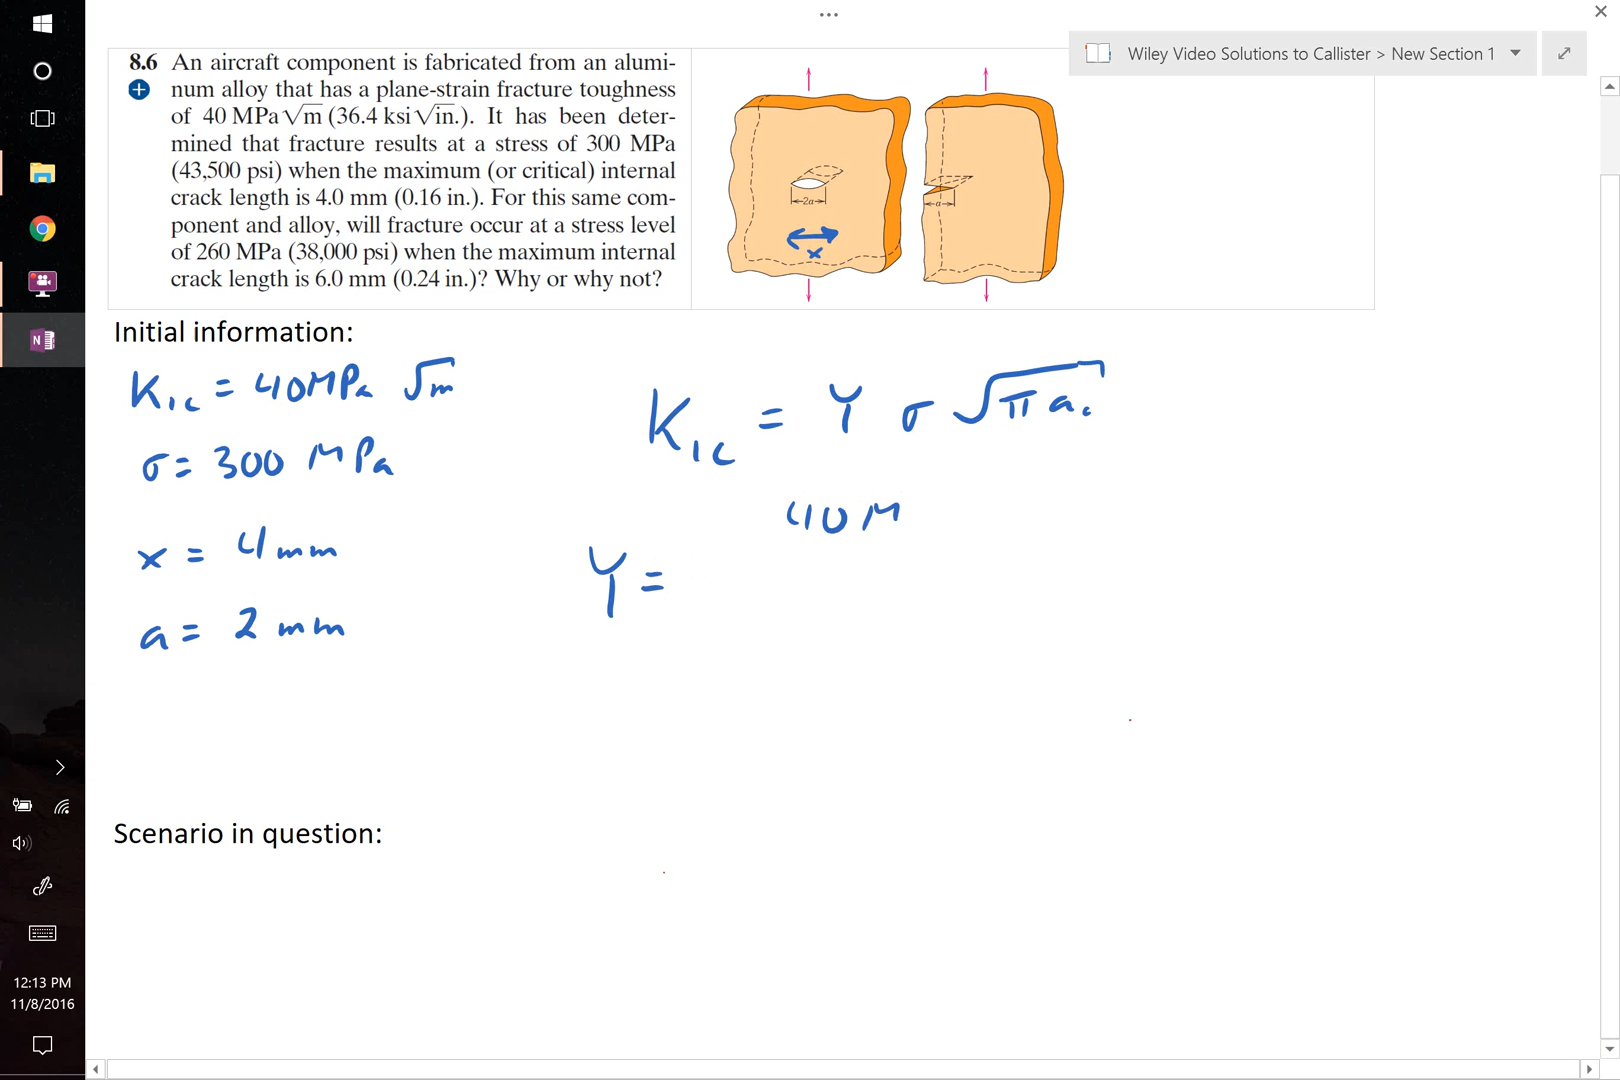 Wiley Video Solutions to Callister > New Section 1
8.6 An aircraft component is fabricated from an alumi-
num alloy that has a plane-strain fracture toughness
of 40 MPa√m (36.4 ksi√in.). It has been deter-
mined that fracture results at a stress of 300 MPa
(43,500 psi) when the maximum (or critical) internal
crack length is 4.0 mm (0.16 in.). For this same com-
ponent and alloy, will fracture occur at a stress level
of 260 MPa (38,000 psi) when the maximum internal
crack length is 6.0 mm (0.24 in.)? Why or why not?
2a
x
a
Initial information:
K1c = 40MPa √m
σ = 300 MPa
x = 4mm
a = 2 mm
K1c = Y σ √πac
40 M
Y =
Scenario in question:
N
12:13 PM
11/8/2016